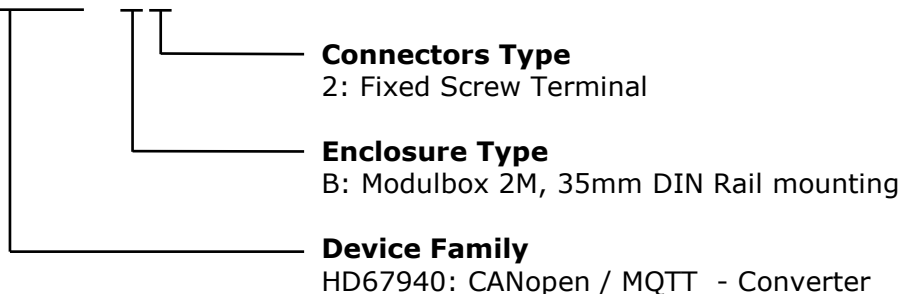 Connectors Type
2: Fixed Screw Terminal
Enclosure Type
B: Modulbox 2M, 35mm DIN Rail mounting
Device Family
HD67940: CANopen / MQTT - Converter